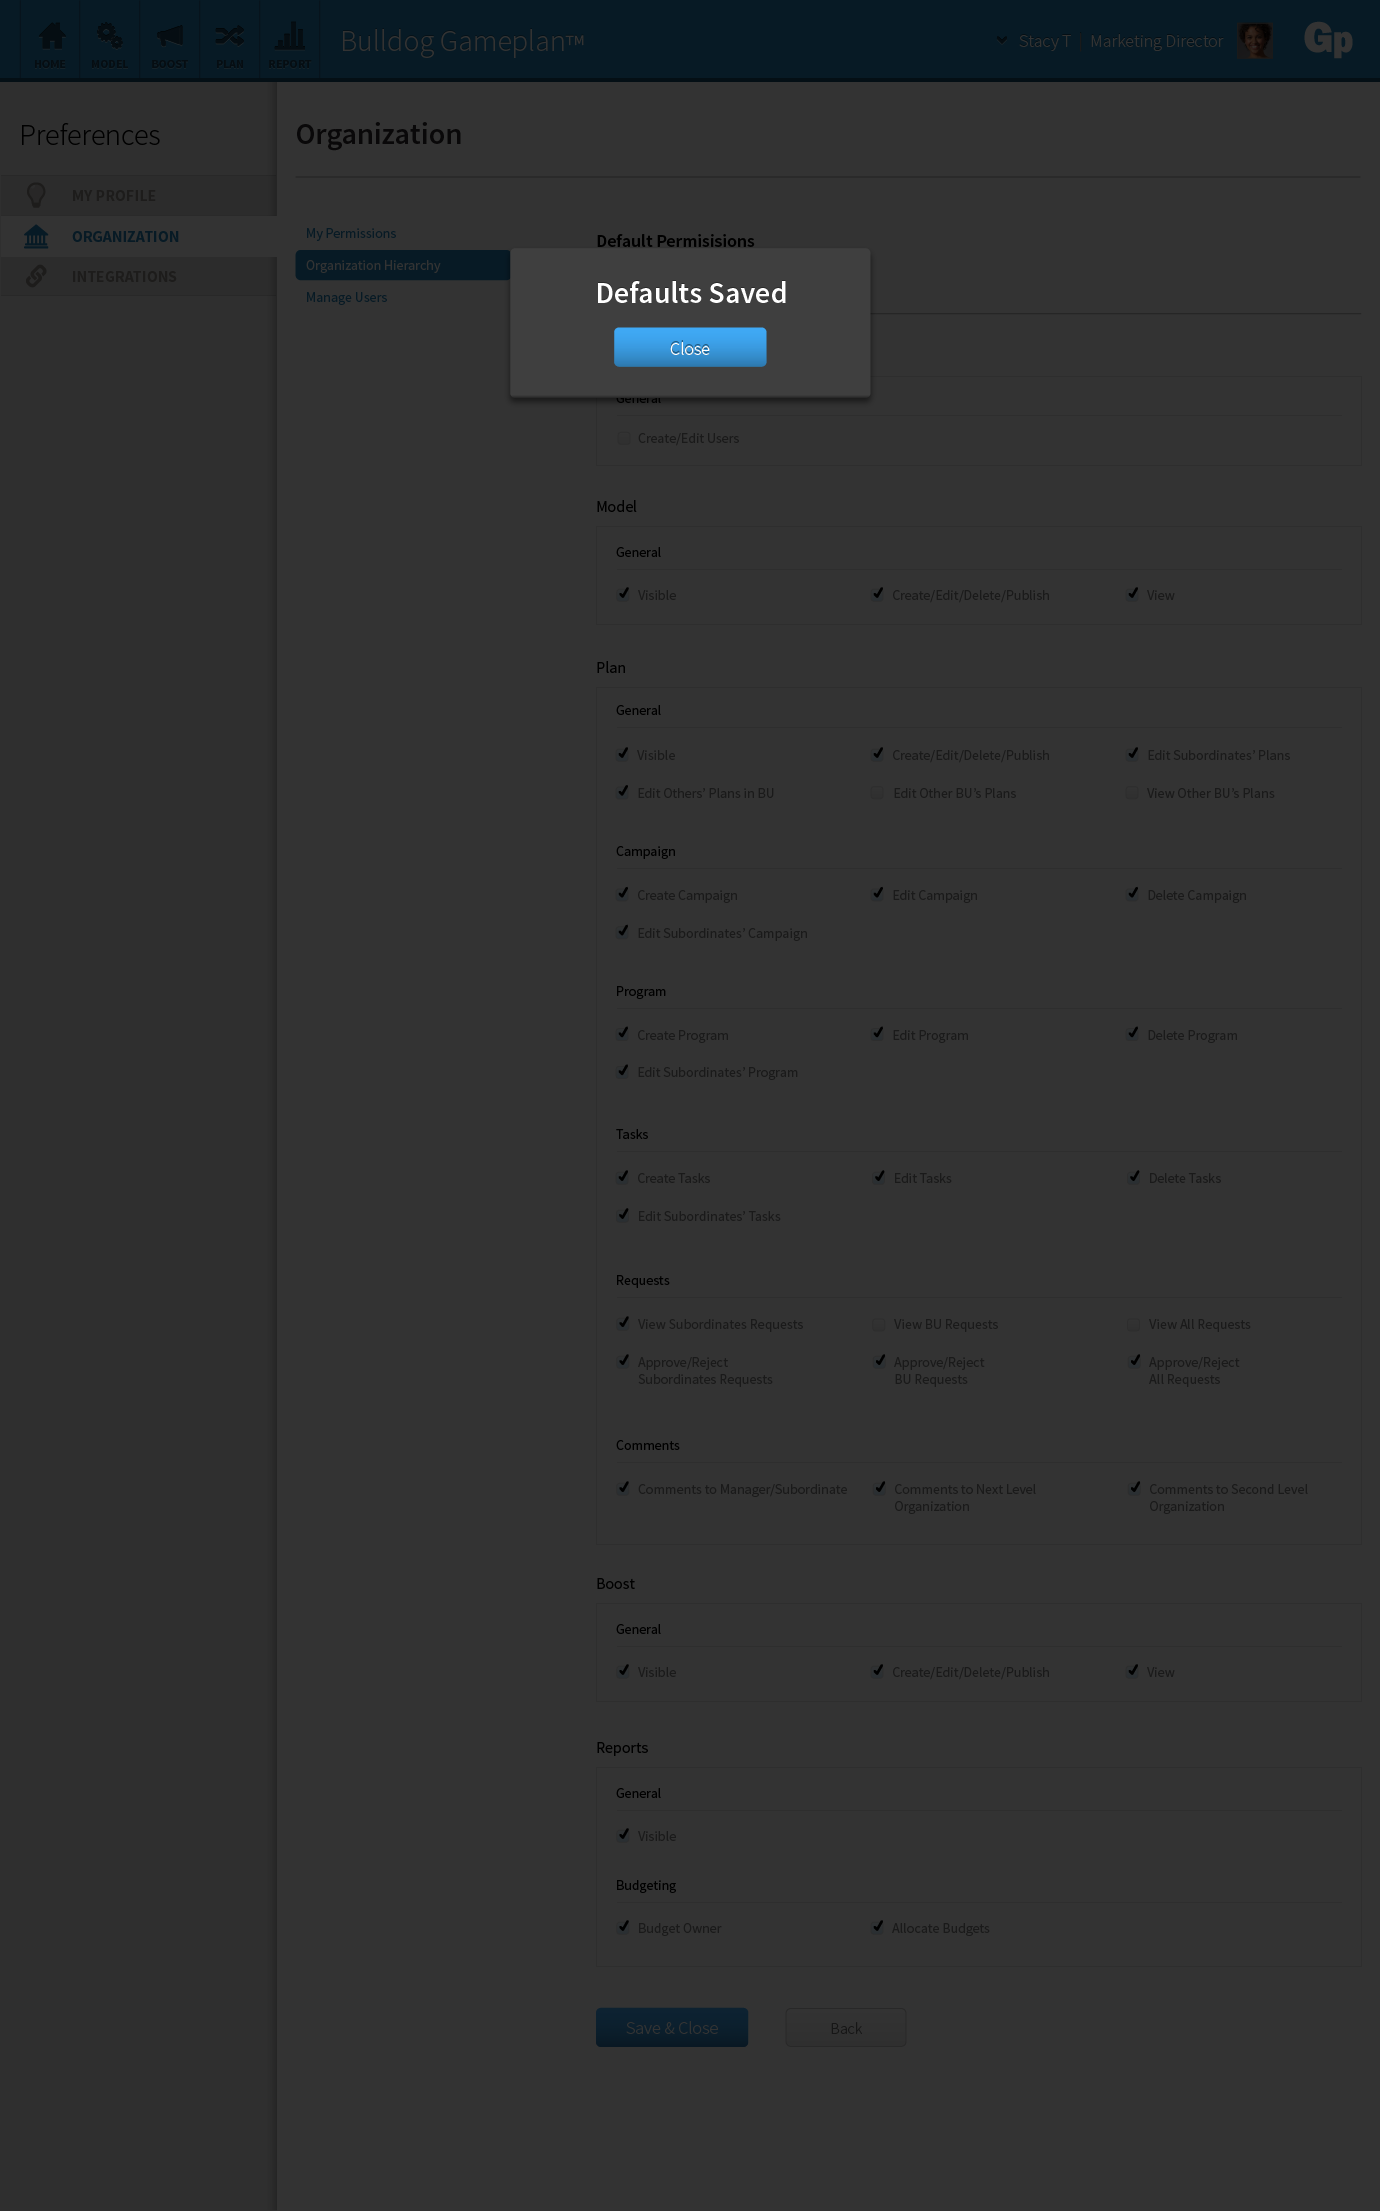 Bulldog Gameplan™
Stacy T | Marketing Director
Gp
HOME
MODEL
BOOST
PLAN
REPORT
Preferences
MY PROFILE
ORGANIZATION
INTEGRATIONS
Organization
My Permissions
Organization Hierarchy
Manage Users
Default Permisisions
Defaults Saved
Close
General
Create/Edit Users
Model
General
Visible
Create/Edit/Delete/Publish
View
Plan
General
Visible
Create/Edit/Delete/Publish
Edit Subordinates' Plans
Edit Others' Plans in BU
Edit Other BU's Plans
View Other BU's Plans
Campaign
Create Campaign
Edit Campaign
Delete Campaign
Edit Subordinates' Campaign
Program
Create Program
Edit Program
Delete Program
Edit Subordinates' Program
Tasks
Create Tasks
Edit Tasks
Delete Tasks
Edit Subordinates' Tasks
Requests
View Subordinates Requests
View BU Requests
View All Requests
Approve/Reject
Subordinates Requests
Approve/Reject
BU Requests
Approve/Reject
All Requests
Comments
Comments to Manager/Subordinate
Comments to Next Level
Organization
Comments to Second Level
Organization
Boost
General
Visible
Create/Edit/Delete/Publish
View
Reports
General
Visible
Budgeting
Budget Owner
Allocate Budgets
Save & Close
Back